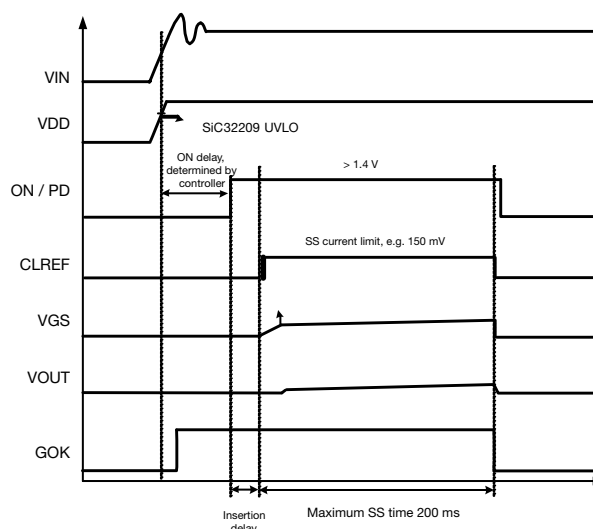 VIN
VDD
SiC32209 UVLO
ON delay,
determined by
controller
ON / PD
> 1.4 V
CLREF
SS current limit, e.g. 150 mV
VGS
VOUT
GOK
Insertion
delay
Maximum SS time 200 ms